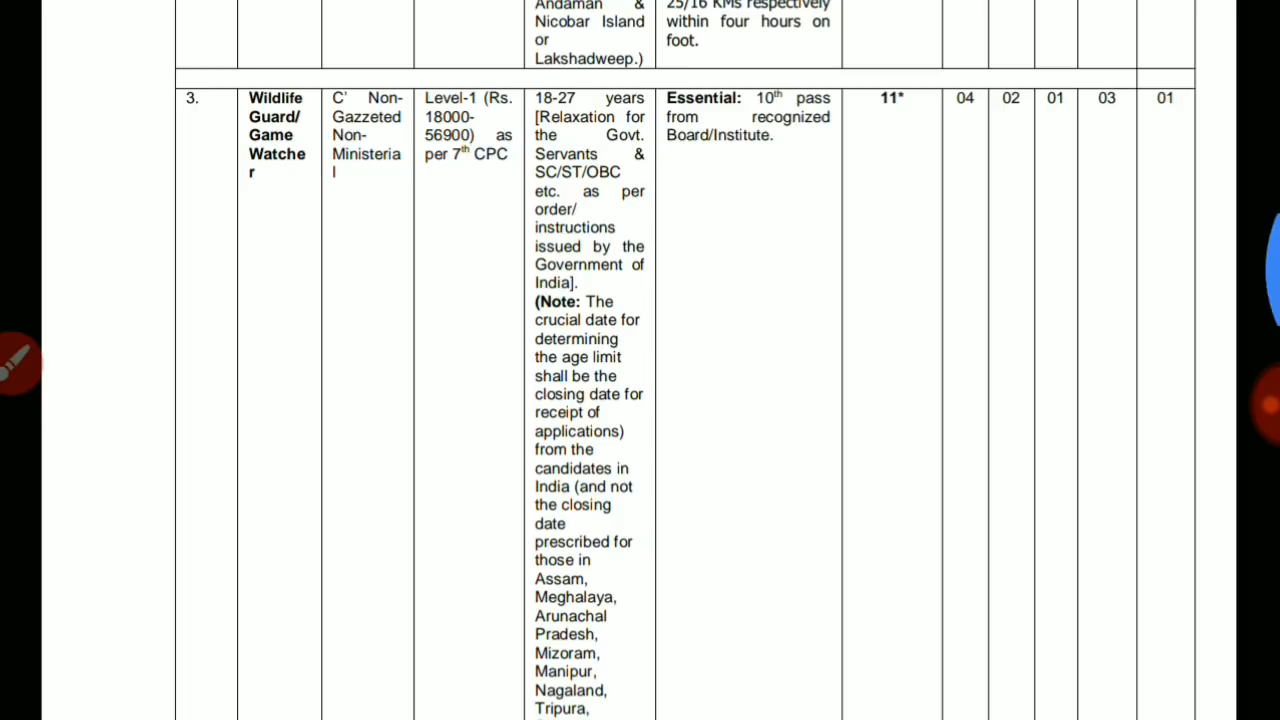 Andaman &
Nicobar Island
or
Lakshadweep.)
25/16 KMs respectively
within four hours on
foot.
3.
Wildlife
Guard/
Game
Watche
r
C' Non-
Gazzeted
Non-
Ministeria
l
Level-1 (Rs.
18000-
56900) as
per 7th CPC
18-27 years
[Relaxation for
the Govt.
Servants &
SC/ST/OBC
etc. as per
order/
instructions
issued by the
Government of
India].
(Note: The
crucial date for
determining
the age limit
shall be the
closing date for
receipt of
applications)
from the
candidates in
India (and not
the closing
date
prescribed for
those in
Assam,
Meghalaya,
Arunachal
Pradesh,
Mizoram,
Manipur,
Nagaland,
Tripura,
Essential: 10th pass
from recognized
Board/Institute.
11*
04
02
01
03
01